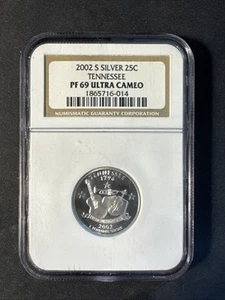 2002 S SILVER 25C
TENNESSEE
PF 69 ULTRA CAMEO
1865716-014
NUMISMATIC GUARANTY CORPORATION
TENNESSEE
1796
2002